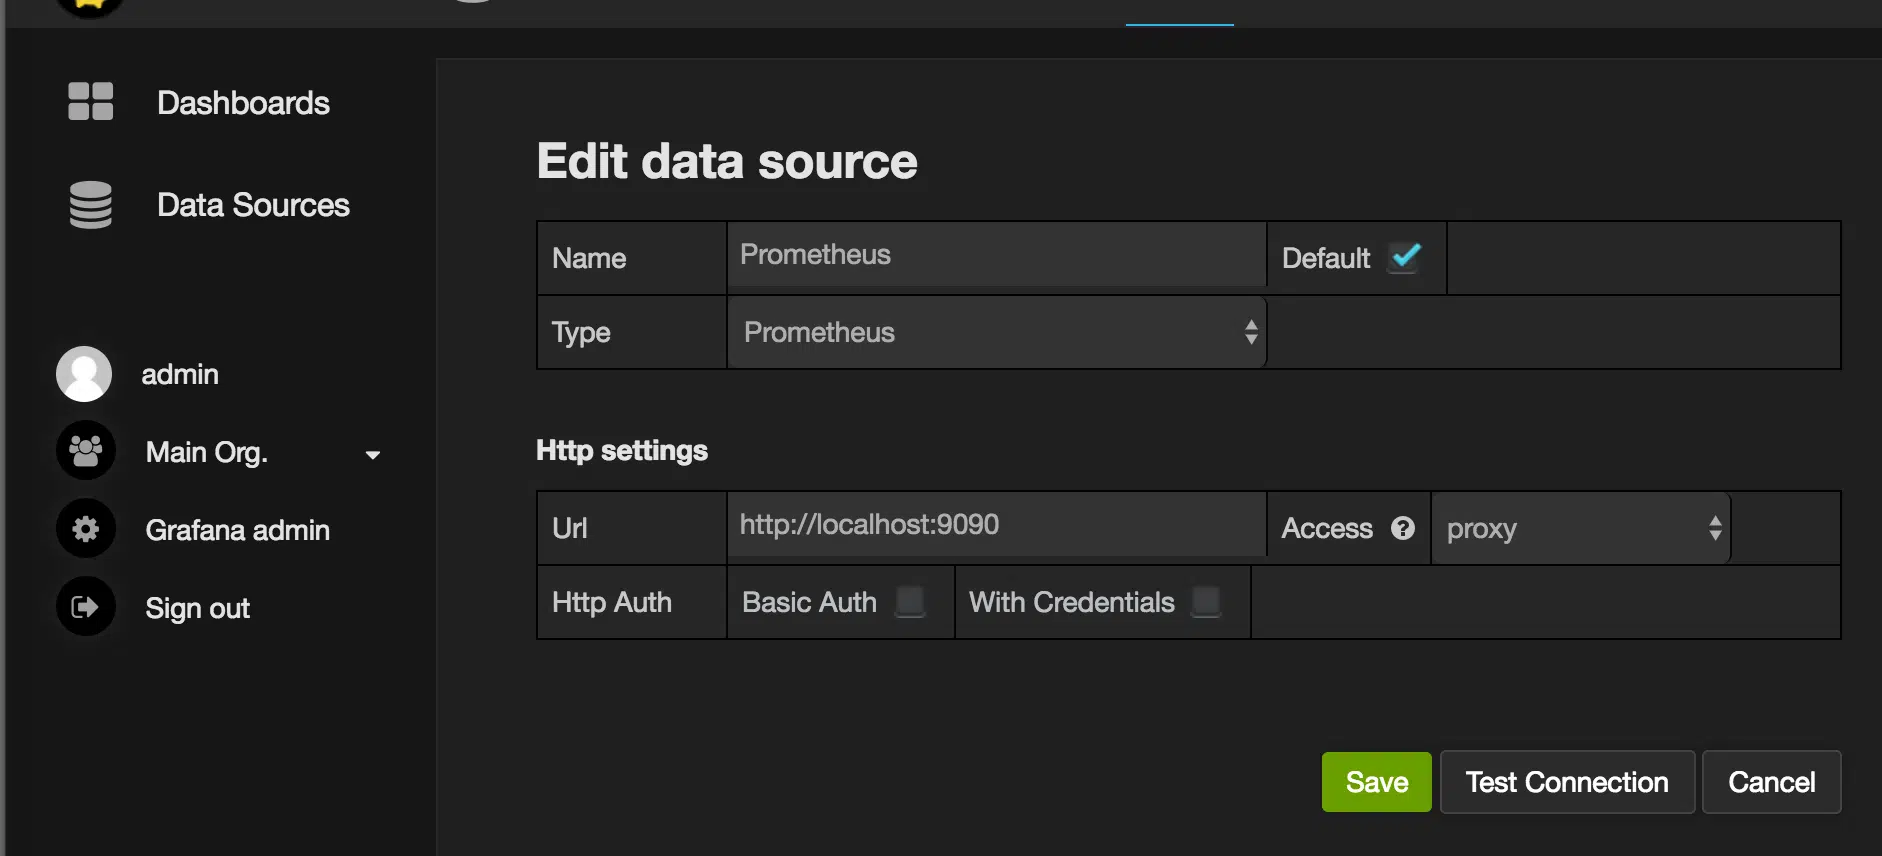 Dashboards
Data Sources
admin
Main Org.
Grafana admin
Sign out
Edit data source
Name Prometheus Default
Type Prometheus
Http settings
Url http://localhost:9090 Access ? proxy
Http Auth Basic Auth With Credentials
Save Test Connection Cancel